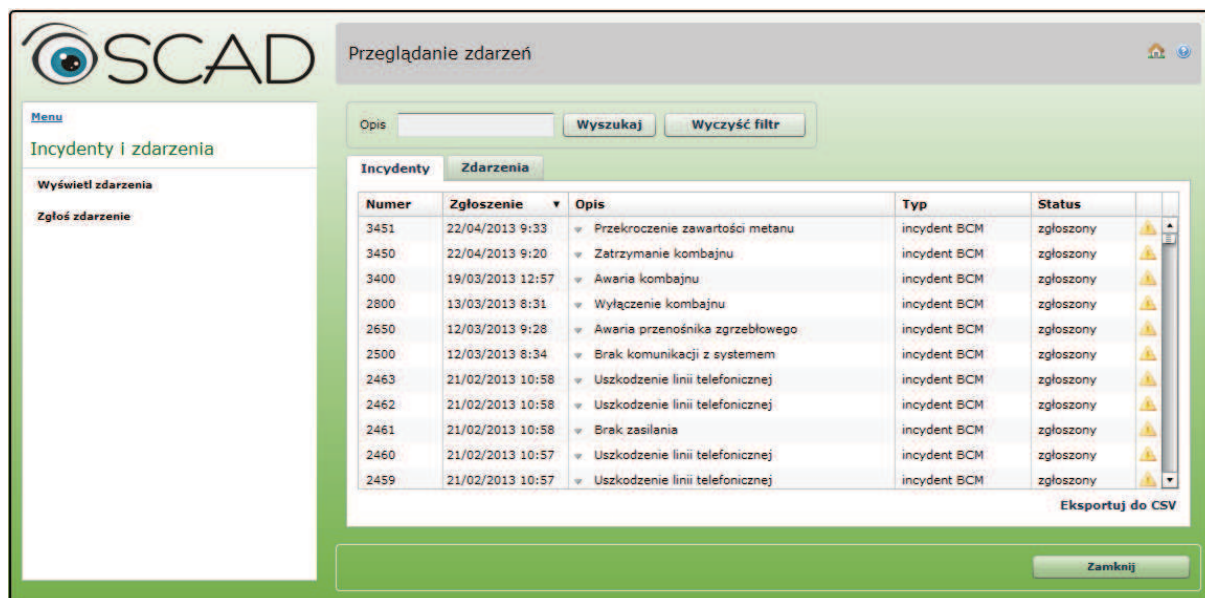 OSCAD
Przeglądanie zdarzeń
Menu
Incydenty i zdarzenia
Wyświetl zdarzenia
Zgłoś zdarzenie
Opis Wyszukaj Wyczyść filtr
Incydenty Zdarzenia
Numer Zgłoszenie ▼ Opis Typ Status
3451 22/04/2013 9:33 Przekroczenie zawartości metanu incydent BCM zgłoszony
3450 22/04/2013 9:20 Zatrzymanie kombajnu incydent BCM zgłoszony
3400 19/03/2013 12:57 Awaria kombajnu incydent BCM zgłoszony
2800 13/03/2013 8:31 Wyłączenie kombajnu incydent BCM zgłoszony
2650 12/03/2013 9:28 Awaria przenośnika zgrzebłowego incydent BCM zgłoszony
2500 12/03/2013 8:34 Brak komunikacji z systemem incydent BCM zgłoszony
2463 21/02/2013 10:58 Uszkodzenie linii telefonicznej incydent BCM zgłoszony
2462 21/02/2013 10:58 Uszkodzenie linii telefonicznej incydent BCM zgłoszony
2461 21/02/2013 10:58 Brak zasilania incydent BCM zgłoszony
2460 21/02/2013 10:57 Uszkodzenie linii telefonicznej incydent BCM zgłoszony
2459 21/02/2013 10:57 Uszkodzenie linii telefonicznej incydent BCM zgłoszony
Eksportuj do CSV
Zamknij